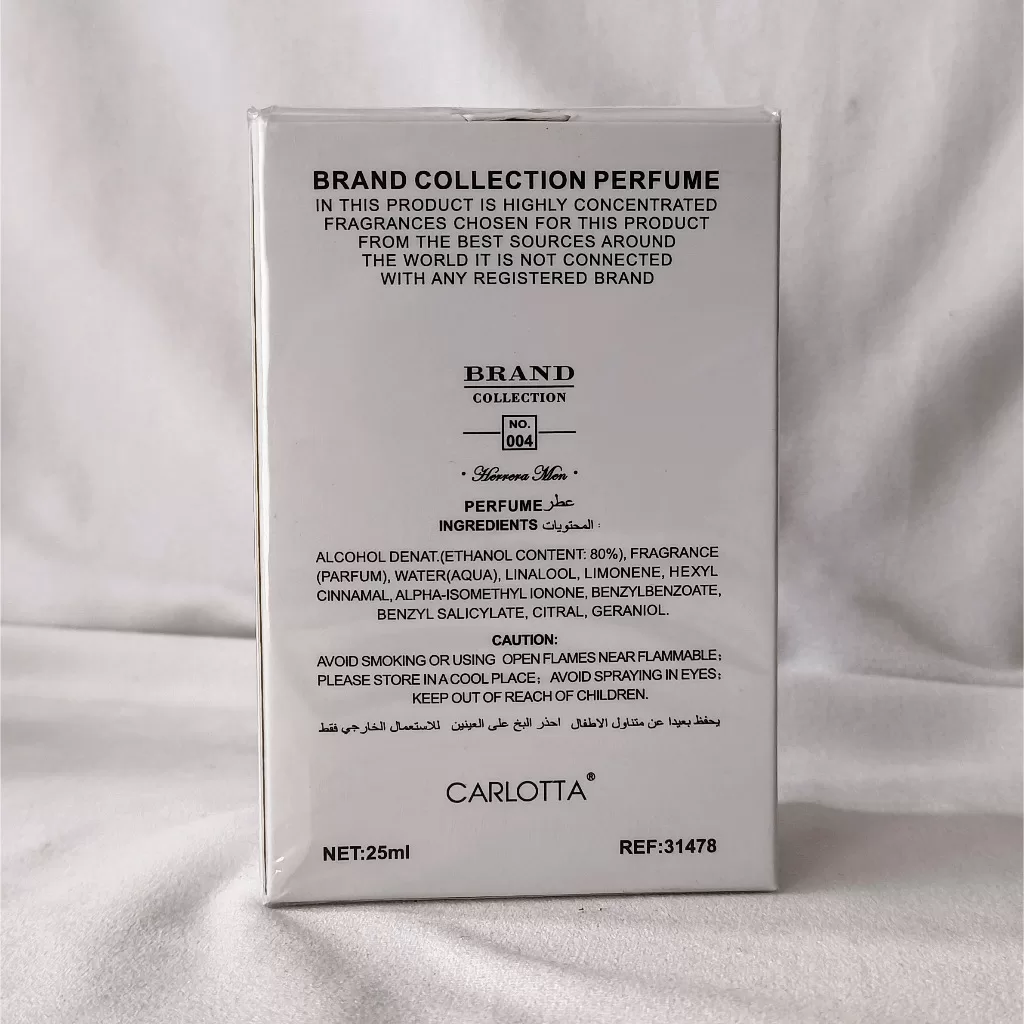 BRAND COLLECTION PERFUME
IN THIS PRODUCT IS HIGHLY CONCENTRATED
FRAGRANCES CHOSEN FOR THIS PRODUCT
FROM THE BEST SOURCES AROUND
THE WORLD IT IS NOT CONNECTED
WITH ANY REGISTERED BRAND
BRAND
COLLECTION
NO.
004
· Herrera Men ·
PERFUME عطر
INGREDIENTS المحتويات :
ALCOHOL DENAT.(ETHANOL CONTENT: 80%), FRAGRANCE
(PARFUM), WATER(AQUA), LINALOOL, LIMONENE, HEXYL
CINNAMAL, ALPHA-ISOMETHYL IONONE, BENZYLBENZOATE,
BENZYL SALICYLATE, CITRAL, GERANIOL.
CAUTION:
AVOID SMOKING OR USING OPEN FLAMES NEAR FLAMMABLE;
PLEASE STORE IN A COOL PLACE; AVOID SPRAYING IN EYES;
KEEP OUT OF REACH OF CHILDREN.
يحفظ بعيدا عن متناول الاطفال احذر البخ على العينين للاستعمال الخارجي فقط
CARLOTTA®
NET:25ml
REF:31478